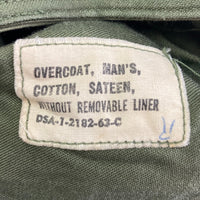 OVERCOAT, MAN'S,
COTTON, SATEEN,
WITHOUT REMOVABLE LINER
DSA-1-2182-63-C